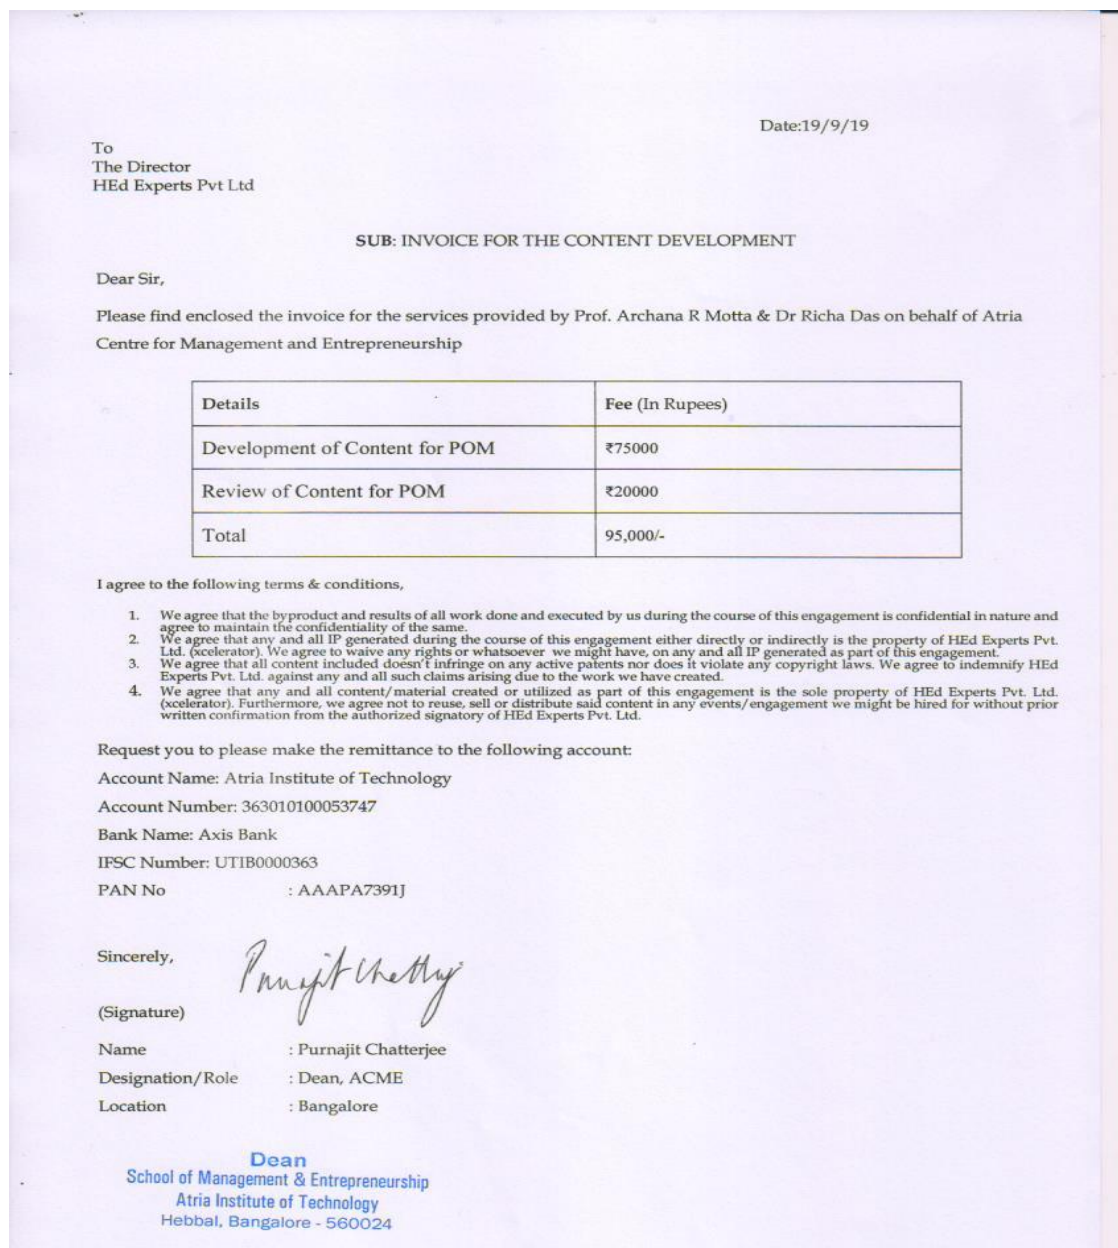 Date:19/9/19
To
The Director
HEd Experts Pvt Ltd
SUB: INVOICE FOR THE CONTENT DEVELOPMENT
Dear Sir,
Please find enclosed the invoice for the services provided by Prof. Archana R Motta & Dr Richa Das on behalf of Atria
Centre for Management and Entrepreneurship
Details Fee (In Rupees)
Development of Content for POM ₹75000
Review of Content for POM ₹20000
Total 95,000/-
I agree to the following terms & conditions,
1. We agree that the byproduct and results of all work done and executed by us during the course of this engagement is confidential in nature and
agree to maintain the confidentiality of the same.
2. We agree that any and all IP generated during the course of this engagement either directly or indirectly is the property of HEd Experts Pvt.
Ltd. (xcelerator). We agree to waive any rights or whatsoever we might have, on any and all IP generated as part of this engagement.
3. We agree that all content included doesn't infringe on any active patents nor does it violate any copyright laws. We agree to indemnify HEd
Experts Pvt. Ltd. against any and all such claims arising due to the work we have created.
4. We agree that any and all content/material created or utilized as part of this engagement is the sole property of HEd Experts Pvt. Ltd.
(xcelerator). Furthermore, we agree not to reuse, sell or distribute said content in any events/engagement we might be hired for without prior
written confirmation from the authorized signatory of HEd Experts Pvt. Ltd.
Request you to please make the remittance to the following account:
Account Name: Atria Institute of Technology
Account Number: 363010100053747
Bank Name: Axis Bank
IFSC Number: UTIB0000363
PAN No : AAAPA7391J
Sincerely,
Purnajit Chatterji
(Signature)
Name : Purnajit Chatterjee
Designation/Role : Dean, ACME
Location : Bangalore
Dean
School of Management & Entrepreneurship
Atria Institute of Technology
Hebbal, Bangalore - 560024